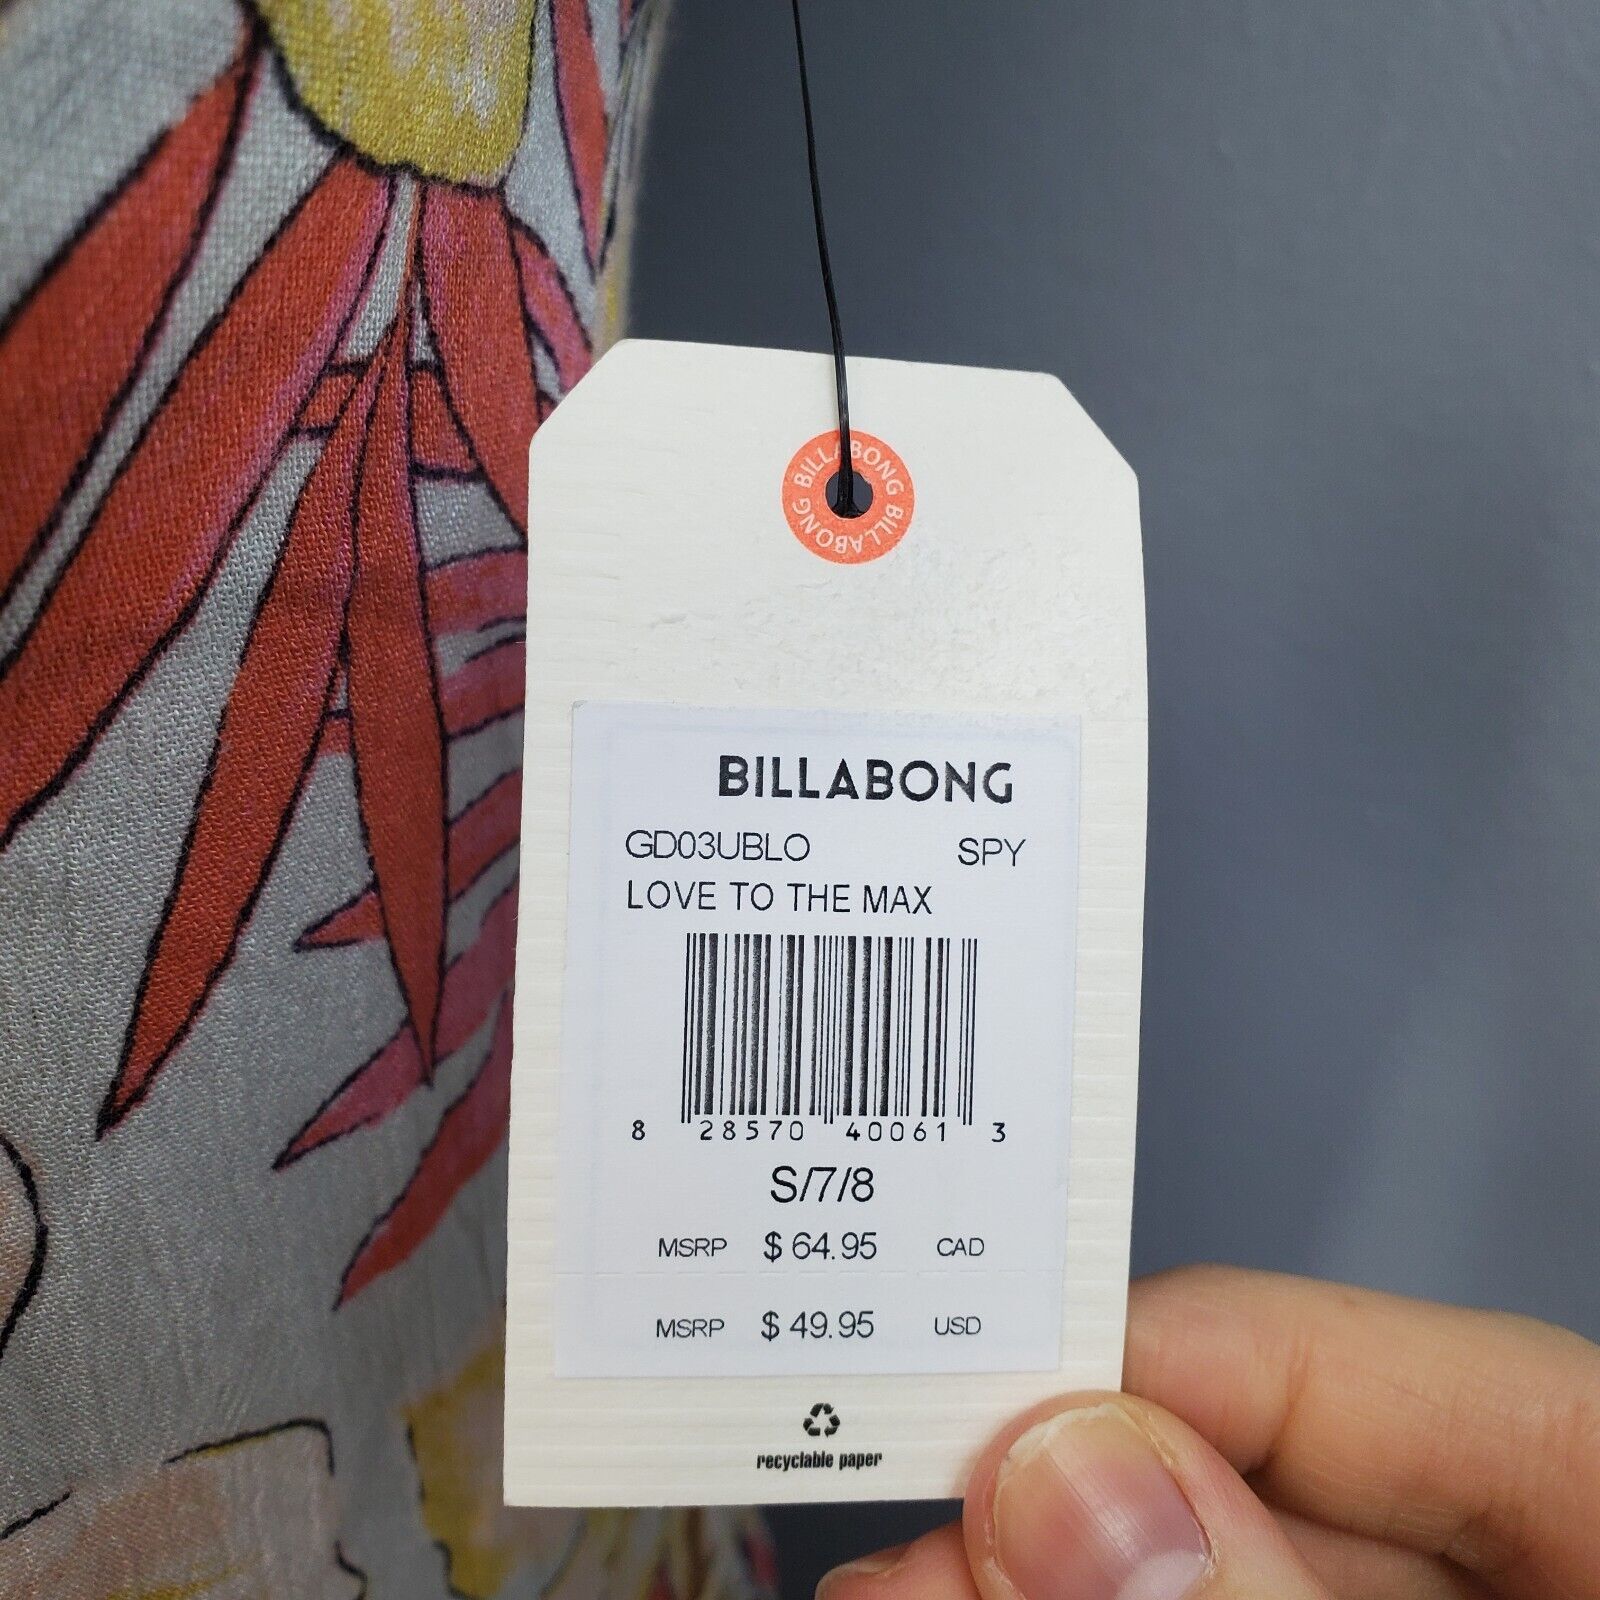 BILLABONG BILLABONG
BILLABONG
GD03UBLO SPY
LOVE TO THE MAX
8 28570 40061 3
S/7/8
MSRP $ 64.95 CAD
MSRP $ 49.95 USD
recyclable paper